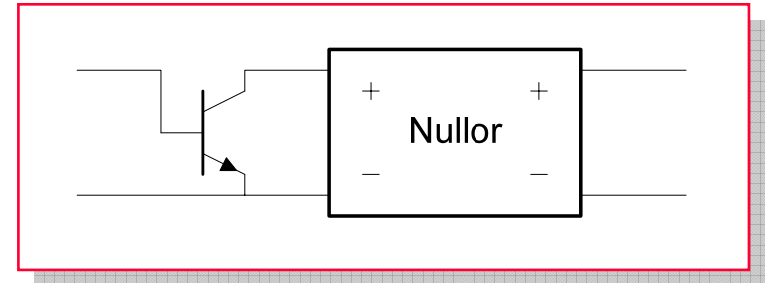 + +
Nullor
— —